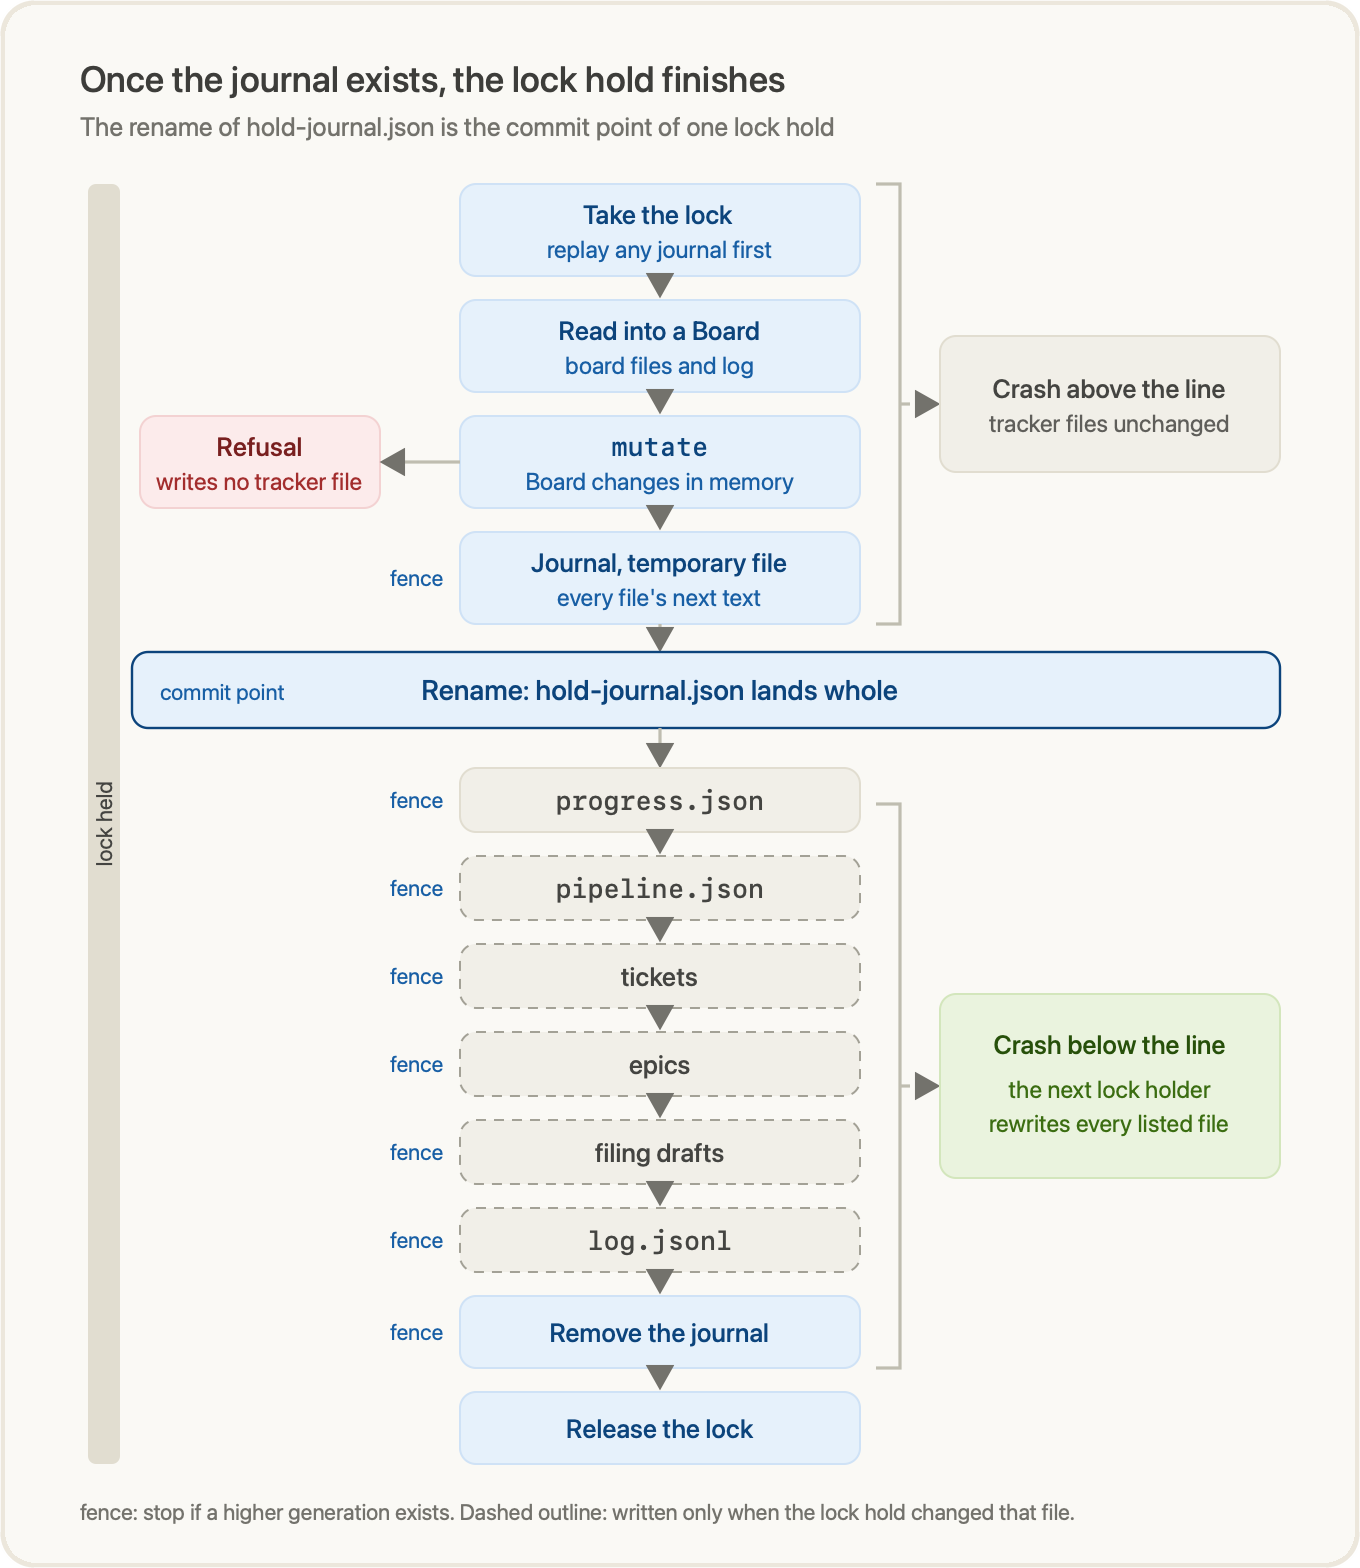 Once the journal exists, the lock hold finishes
The rename of hold-journal.json is the commit point of one lock hold
Take the lock
replay any journal first
Read into a Board
board files and log
Crash above the line
tracker files unchanged
Refusal
writes no tracker file
mutate
Board changes in memory
fence
Journal, temporary file
every file's next text
commit point
Rename: hold-journal.json lands whole
lock held
fence
progress.json
fence
pipeline.json
fence
tickets
fence
epics
Crash below the line
the next lock holder
rewrites every listed file
fence
filing drafts
fence
log.jsonl
fence
Remove the journal
Release the lock
fence: stop if a higher generation exists. Dashed outline: written only when the lock hold changed that file.